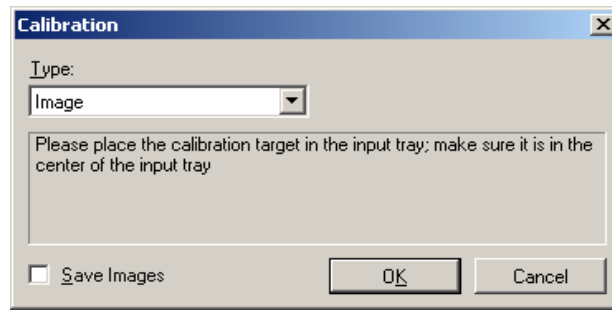 Calibration
Type:
Image
Please place the calibration target in the input tray; make sure it is in the
center of the input tray
Save Images
OK
Cancel